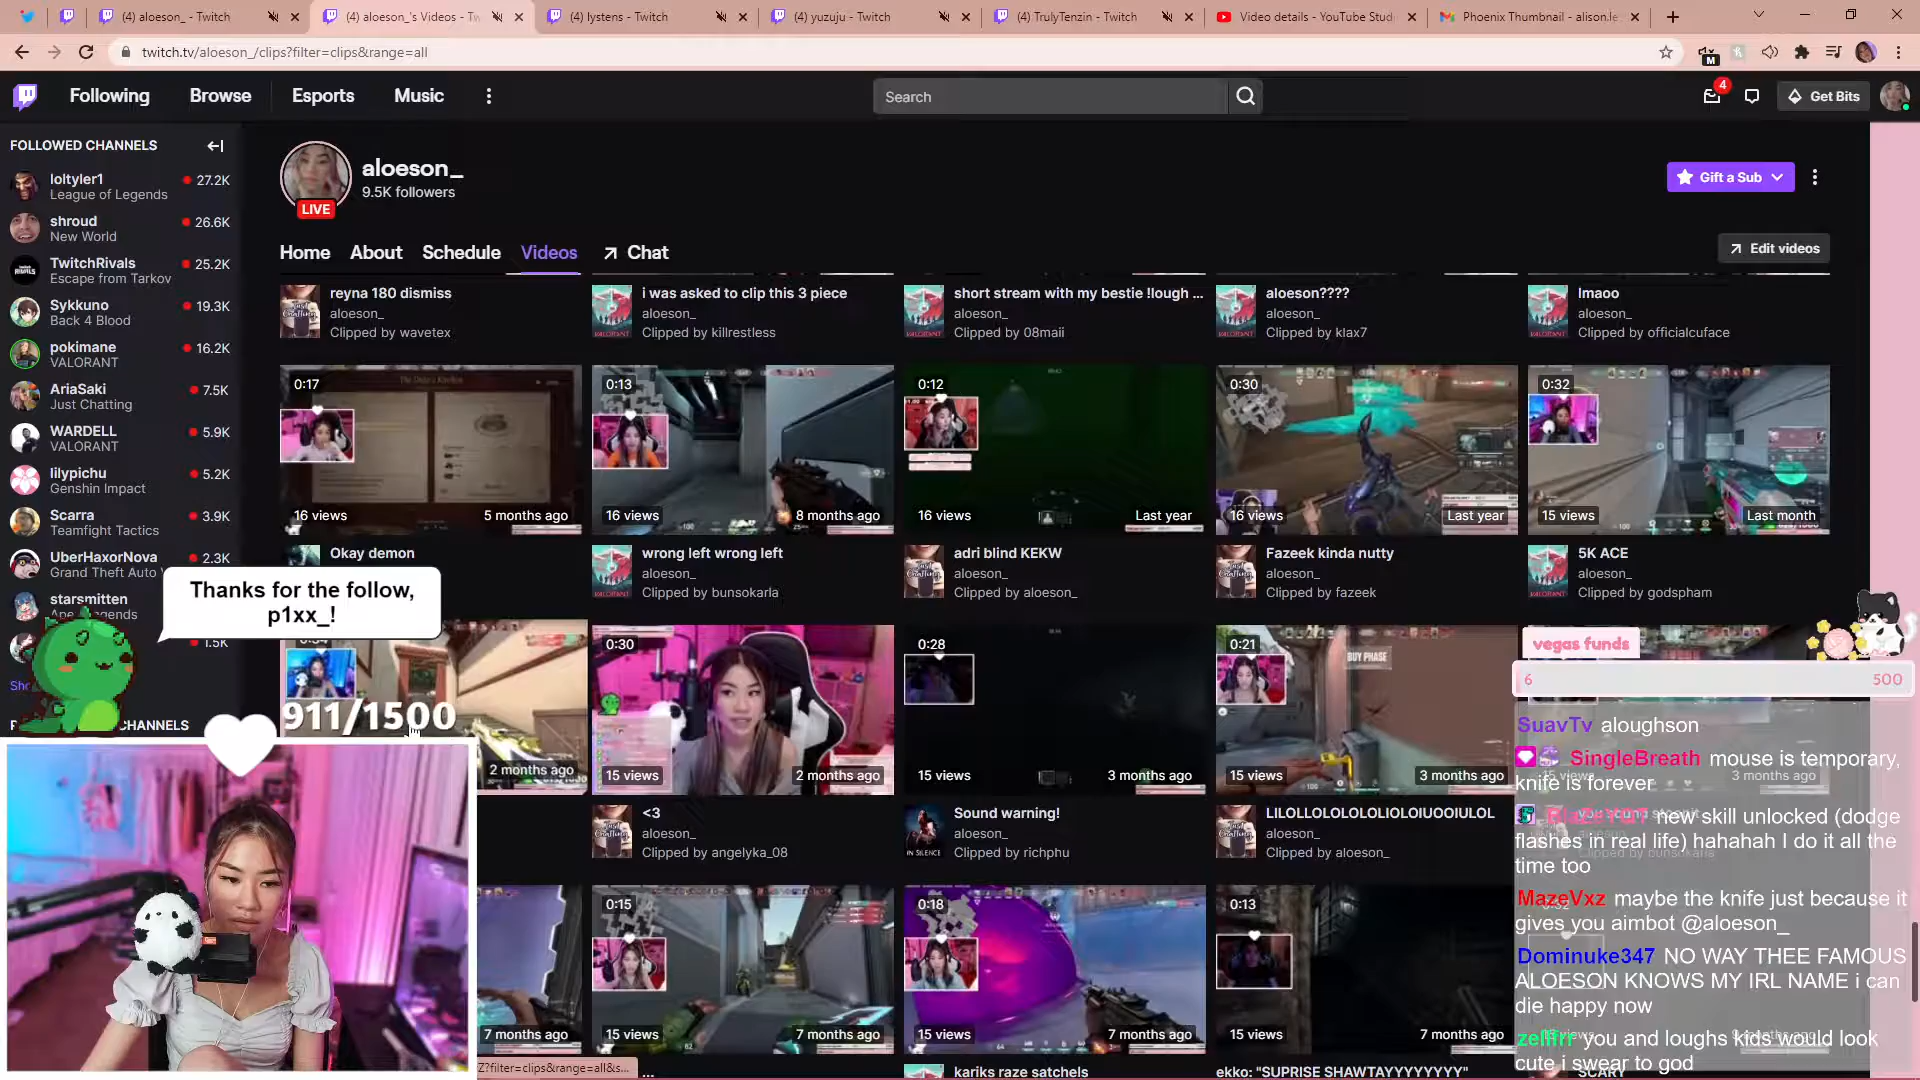 (4) aloeson_ - Twitch
(4) aloeson_'s Videos - Tw
(4) lystens - Twitch
(4) yuzuju - Twitch
(4) TrulyTenzin - Twitch
Video details - YouTube Studi
Phoenix Thumbnail - alison.le
twitch.tv/aloeson_/clips?filter=clips&range=all
M
Following
Browse
Esports
Music
Search
4
Get Bits
FOLLOWED CHANNELS
loltyler1
League of Legends
27.2K
shroud
New World
26.6K
TwitchRivals
Escape from Tarkov
25.2K
Sykkuno
Back 4 Blood
19.3K
pokimane
VALORANT
16.2K
AriaSaki
Just Chatting
7.5K
WARDELL
VALORANT
5.9K
lilypichu
Genshin Impact
5.2K
Scarra
Teamfight Tactics
3.9K
UberHaxorNova
Grand Theft Auto V
2.3K
starsmitten
1.5K
CHANNELS
Thanks for the follow,
p1xx_!
aloeson_
9.5K followers
LIVE
Gift a Sub
Home
About
Schedule
Videos
Chat
Edit videos
reyna 180 dismiss
aloeson_
Clipped by wavetex
i was asked to clip this 3 piece
aloeson_
Clipped by killrestless
short stream with my bestie !lough ...
aloeson_
Clipped by 08maii
aloeson????
aloeson_
Clipped by klax7
lmaoo
aloeson_
Clipped by officialcuface
0:17
16 views
5 months ago
Okay demon
0:13
16 views
8 months ago
wrong left wrong left
aloeson_
Clipped by bunsokarla
0:12
16 views
Last year
adri blind KEKW
aloeson_
Clipped by aloeson_
0:30
16 views
Last year
Fazeek kinda nutty
aloeson_
Clipped by fazeek
0:32
15 views
Last month
5K ACE
aloeson_
Clipped by godspham
911/1500
2 months ago
0:30
15 views
2 months ago
<3
aloeson_
Clipped by angelyka_08
0:28
15 views
3 months ago
Sound warning!
aloeson_
Clipped by richphu
0:21
BUY PHASE
15 views
3 months ago
LILOLLOLOLOLOLIOLOIUOOIULOL
aloeson_
Clipped by aloeson_
3 months ago
7 months ago
0:15
15 views
7 months ago
0:18
15 views
7 months ago
kariks raze satchels
0:13
15 views
7 months ago
ekko: "SUPRISE SHAWTAYYYYYYYY"
Z?filter=clips&range=all&s...
...
vegas funds
6
500
SuavTv aloughson
SingleBreath mouse is temporary,
knife is forever
new skill unlocked (dodge
flashes in real life) hahahah I do it all the
time too
MazeVxz maybe the knife just because it
gives you aimbot @aloeson_
Dominuke347 NO WAY THEE FAMOUS
ALOESON KNOWS MY IRL NAME i can
die happy now
zelfirr you and loughs kids would look
cute i swear to god